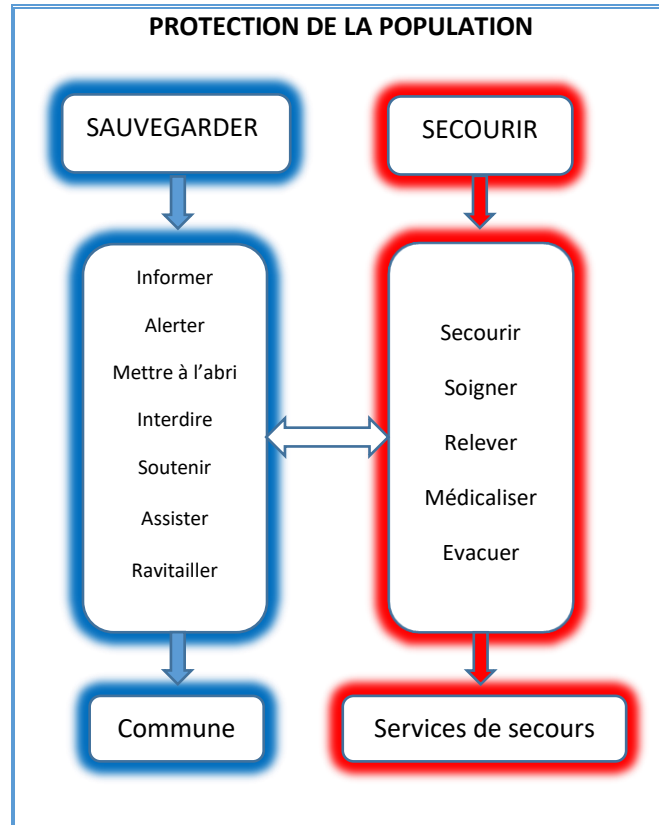 PROTECTION DE LA POPULATION
SAUVEGARDER
Informer
Alerter
Mettre à l’abri
Interdire
Soutenir
Assister
Ravitailler
Commune
SECOURIR
Secourir
Soigner
Relever
Médicaliser
Evacuer
Services de secours